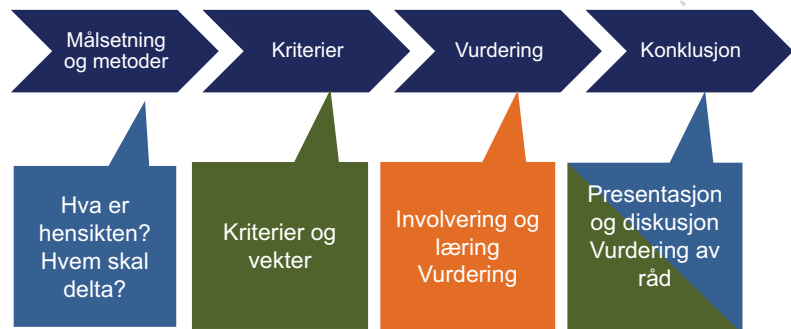 Målsetning
og metoder
Kriterier
Vurdering
Konklusjon
Hva er
hensikten?
Hvem skal
delta?
Kriterier og
vekter
Involvering og
læring
Vurdering
Presentasjon
og diskusjon
Vurdering av
råd